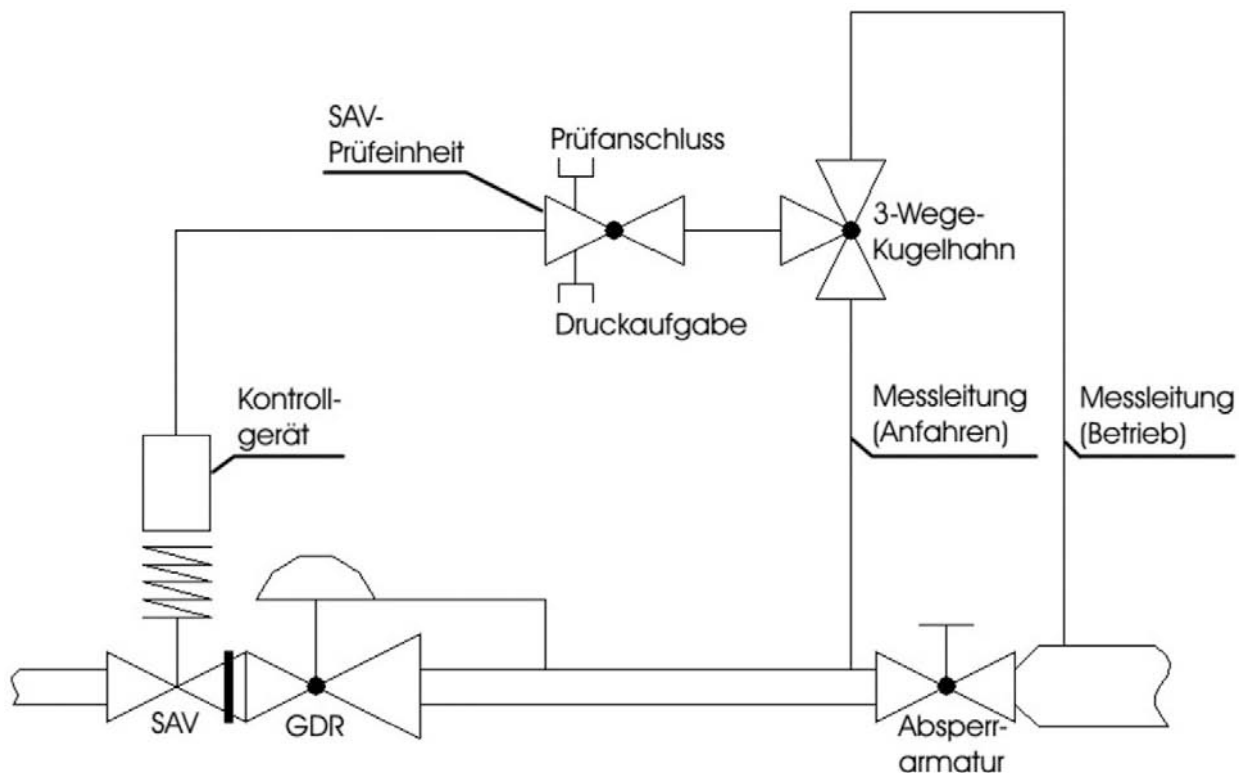 SAV-
Prüfeinheit
Prüfanschluss
3-Wege-
Kugelhahn
Druckaufgabe
Kontroll-
gerät
Messleitung
(Anfahren)
Messleitung
(Betrieb)
SAV
GDR
Absperr-
armatur